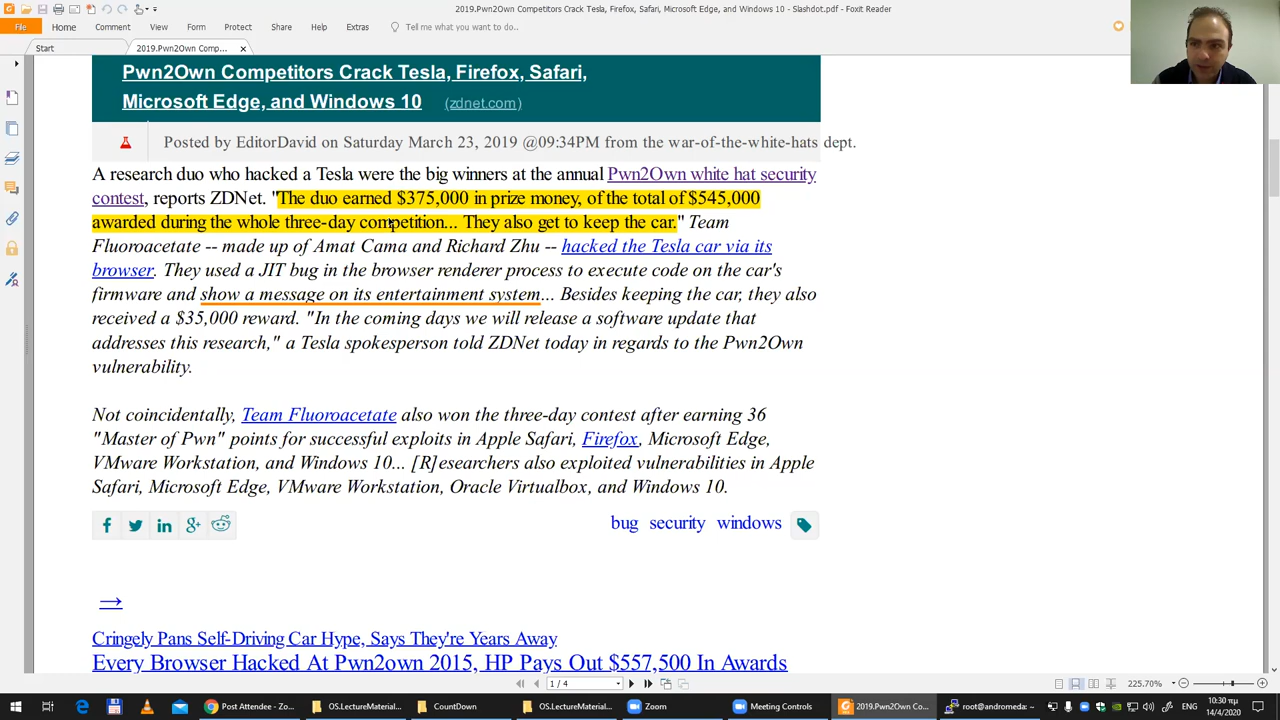 2019.Pwn2Own Competitors Crack Tesla, Firefox, Safari, Microsoft Edge, and Windows 10 - Slashdot.pdf - Foxit Reader
File Home Comment View Form Protect Share Help Extras Tell me what you want to do..
Start 2019.Pwn2Own Comp...
Pwn2Own Competitors Crack Tesla, Firefox, Safari,
Microsoft Edge, and Windows 10 (zdnet.com)
Posted by EditorDavid on Saturday March 23, 2019 @09:34PM from the war-of-the-white-hats dept.
A research duo who hacked a Tesla were the big winners at the annual Pwn2Own white hat security
contest, reports ZDNet. "The duo earned $375,000 in prize money, of the total of $545,000
awarded during the whole three-day competition... They also get to keep the car." Team
Fluoroacetate -- made up of Amat Cama and Richard Zhu -- hacked the Tesla car via its
browser. They used a JIT bug in the browser renderer process to execute code on the car's
firmware and show a message on its entertainment system... Besides keeping the car, they also
received a $35,000 reward. "In the coming days we will release a software update that
addresses this research," a Tesla spokesperson told ZDNet today in regards to the Pwn2Own
vulnerability.
Not coincidentally, Team Fluoroacetate also won the three-day contest after earning 36
"Master of Pwn" points for successful exploits in Apple Safari, Firefox, Microsoft Edge,
VMware Workstation, and Windows 10... [R]esearchers also exploited vulnerabilities in Apple
Safari, Microsoft Edge, VMware Workstation, Oracle Virtualbox, and Windows 10.
bug security windows
→
Cringely Pans Self-Driving Car Hype, Says They're Years Away
Every Browser Hacked At Pwn2own 2015, HP Pays Out $557,500 In Awards
1 / 4 225.70%
Post Attendee - Zo... OS.LectureMaterial... CountDown OS.LectureMaterial... Zoom Meeting Controls 2019.Pwn2Own Co... root@andromeda: ~ 10:30 πμ
14/4/2020